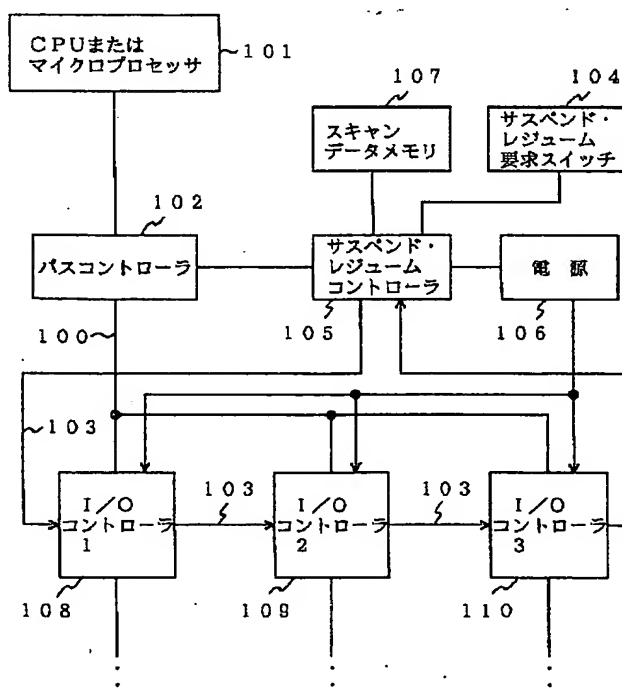 CPUまたは
マイクロプロセッサ
101
107
104
スキャン
データメモリ
サスペンド・
レジューム
要求スイッチ
102
バスコントローラ
サスペンド・
レジューム
コントローラ
電 源
100
105
106
103
I/O
コントローラ
1
103
I/O
コントローラ
2
103
I/O
コントローラ
3
108
109
110